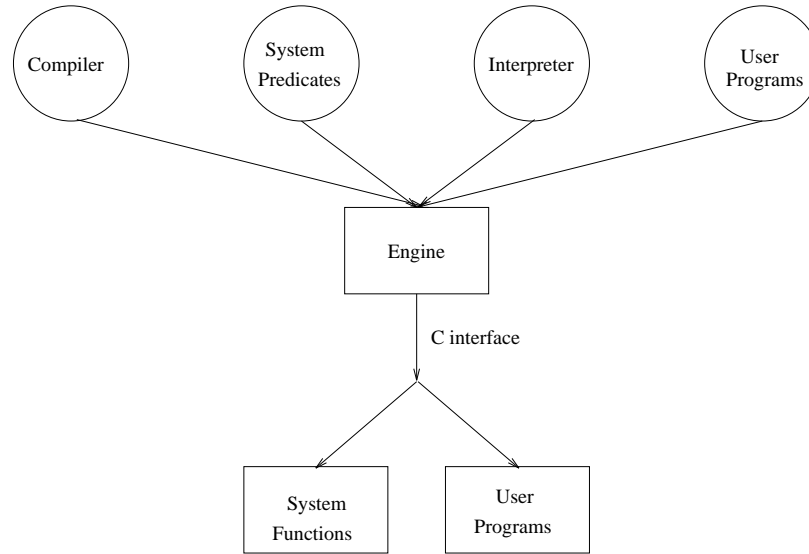 Compiler
System
Predicates
Interpreter
User
Programs
Engine
C interface
System
Functions
User
Programs